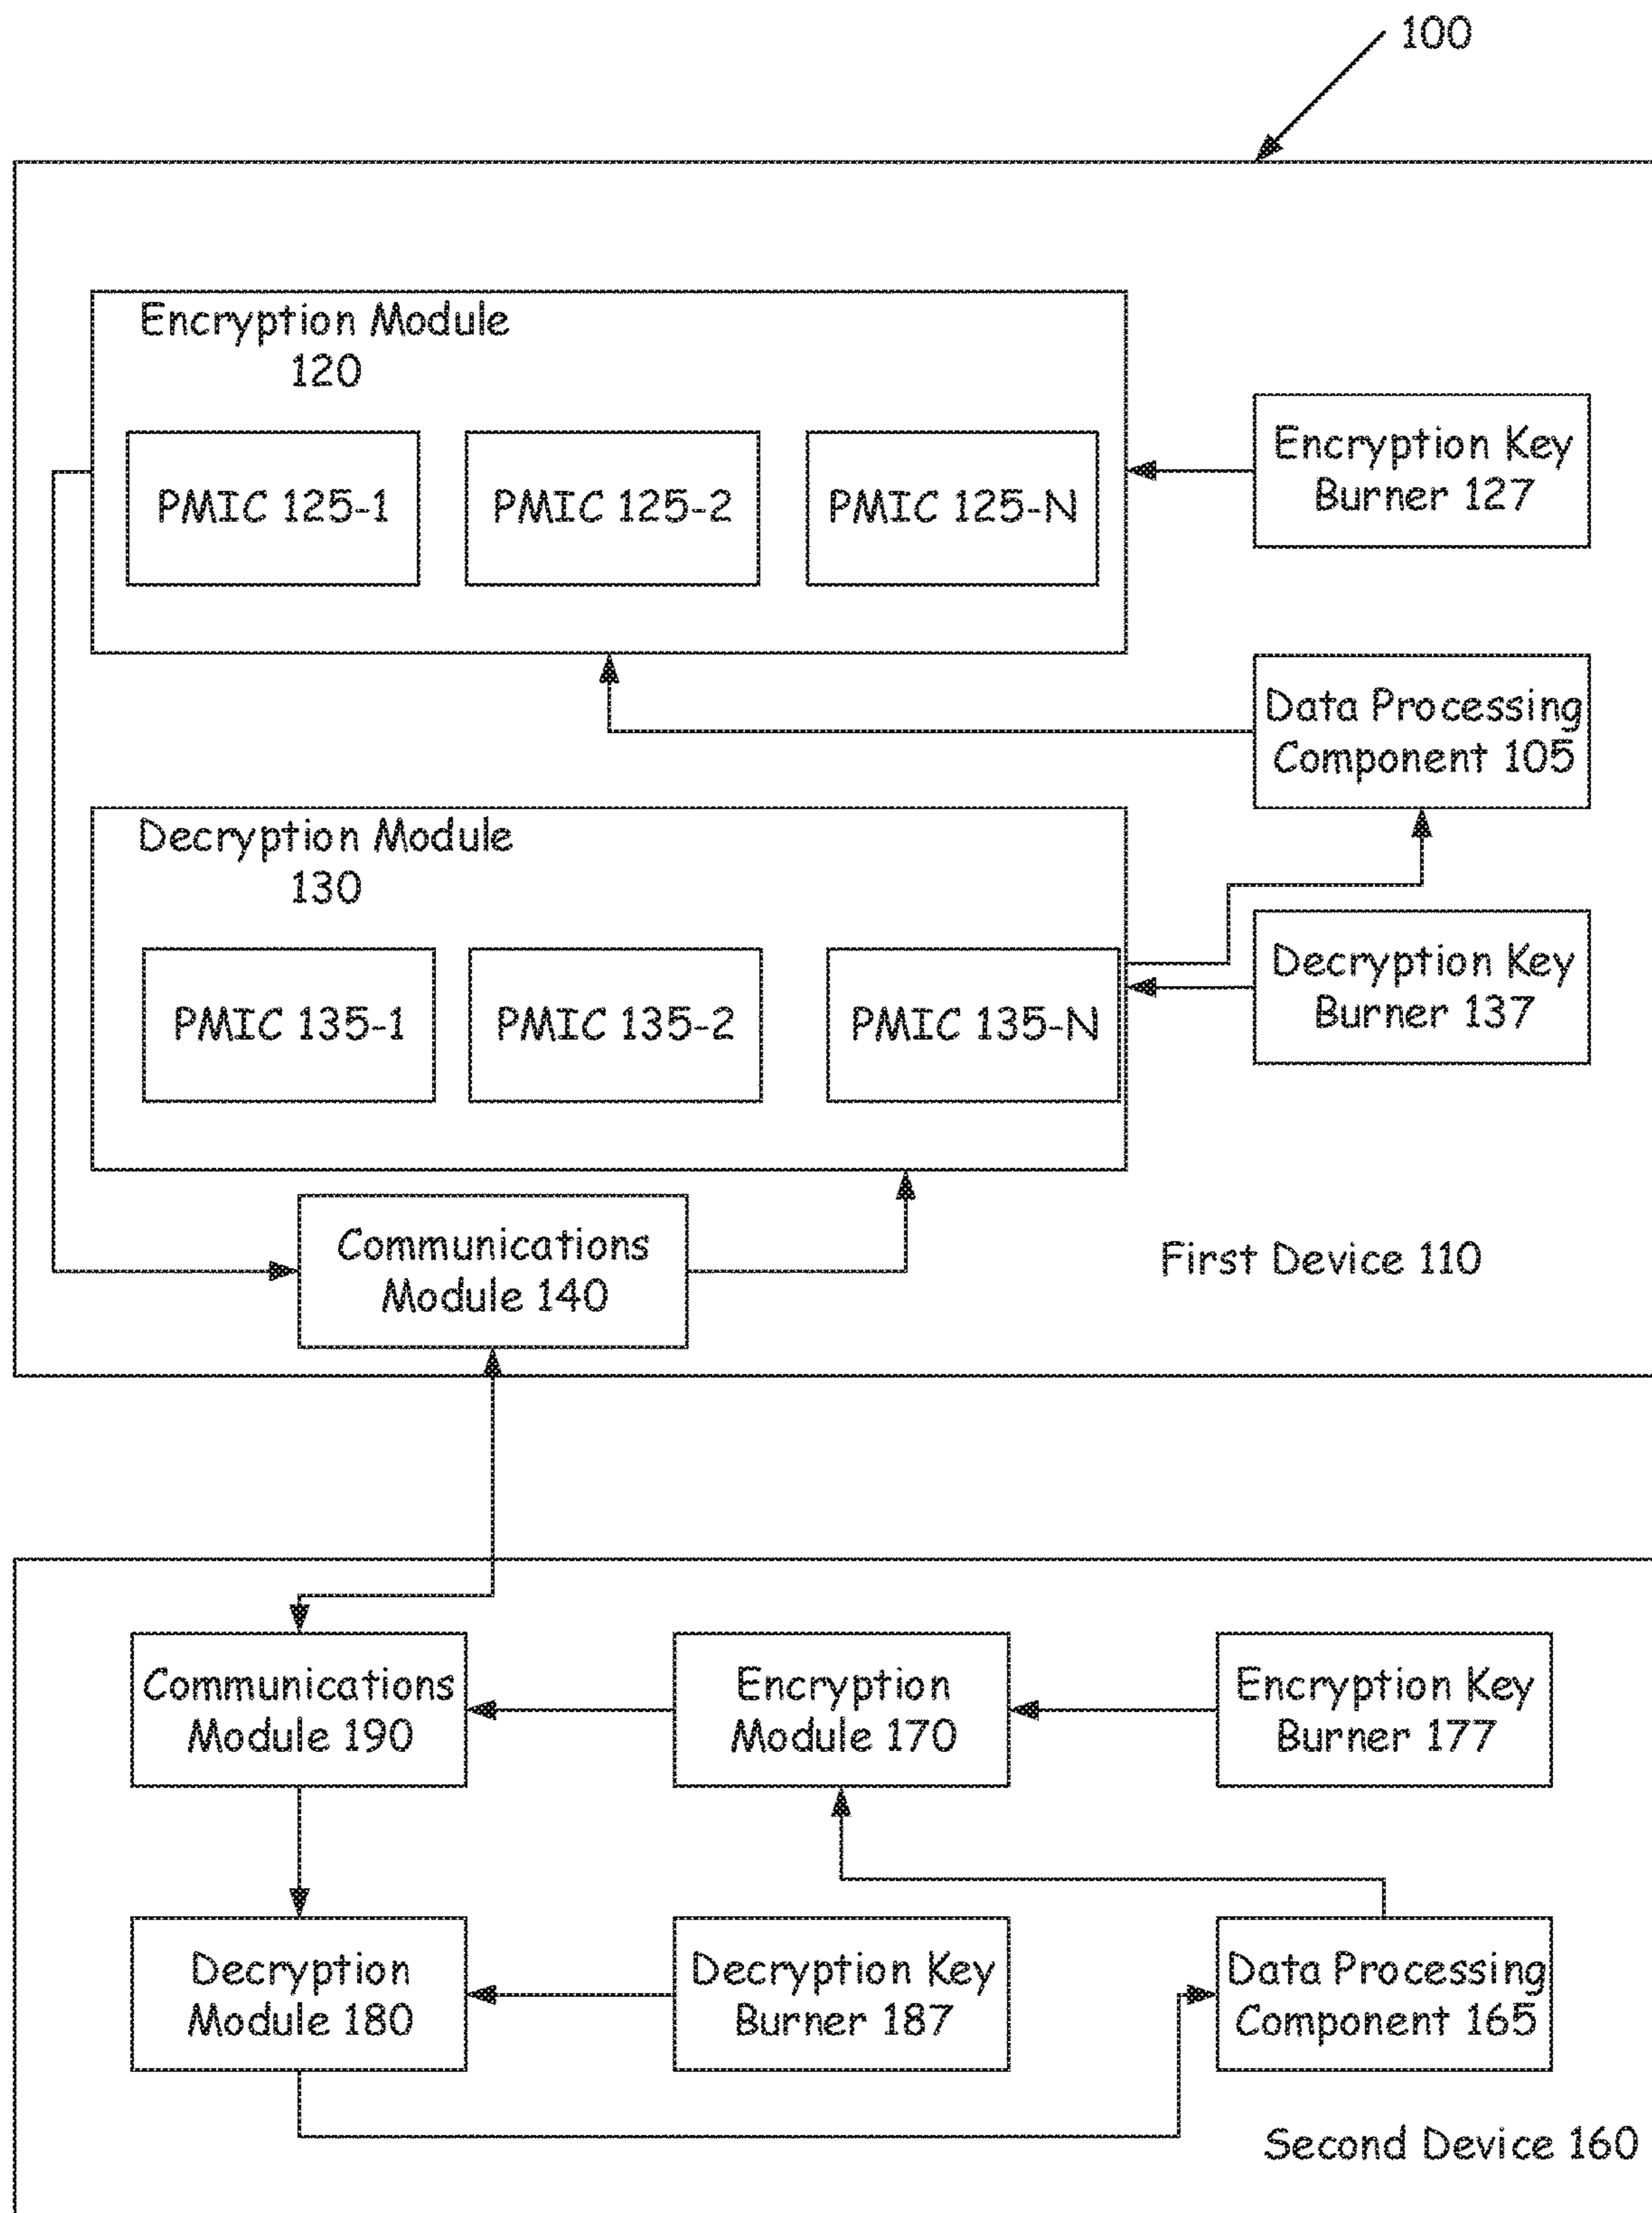 100
Encryption Module
120
PMIC 125-1
PMIC 125-2
PMIC 125-N
Encryption Key
Burner 127
Data Processing
Component 105
Decryption Module
130
PMIC 135-1
PMIC 135-2
PMIC 135-N
Decryption Key
Burner 137
Communications
Module 140
First Device 110
Communications
Module 190
Encryption
Module 170
Encryption Key
Burner 177
Decryption
Module 180
Decryption Key
Burner 187
Data Processing
Component 165
Second Device 160